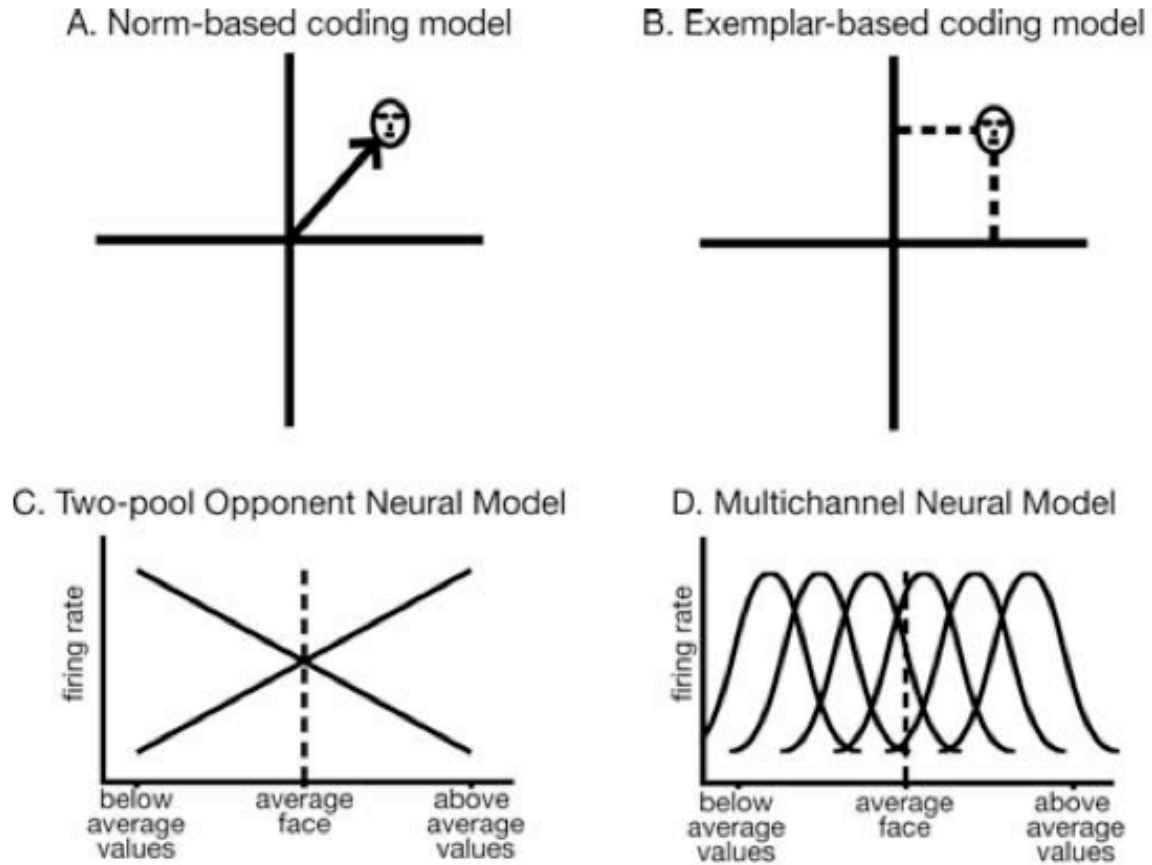 A. Norm-based coding model
B. Exemplar-based coding model
C. Two-pool Opponent Neural Model
firing rate
below
average
values
average
face
above
average
values
D. Multichannel Neural Model
firing rate
below
average
values
average
face
above
average
values